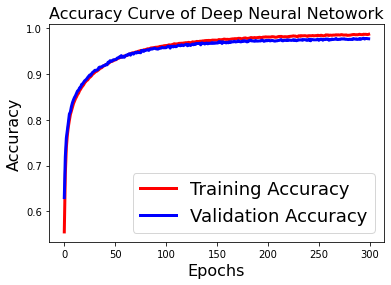 Accuracy Curve of Deep Neural Netowork
1.0
0.9
0.8
0.7
0.6
Accuracy
Training Accuracy
Validation Accuracy
0 50 100 150 200 250 300
Epochs